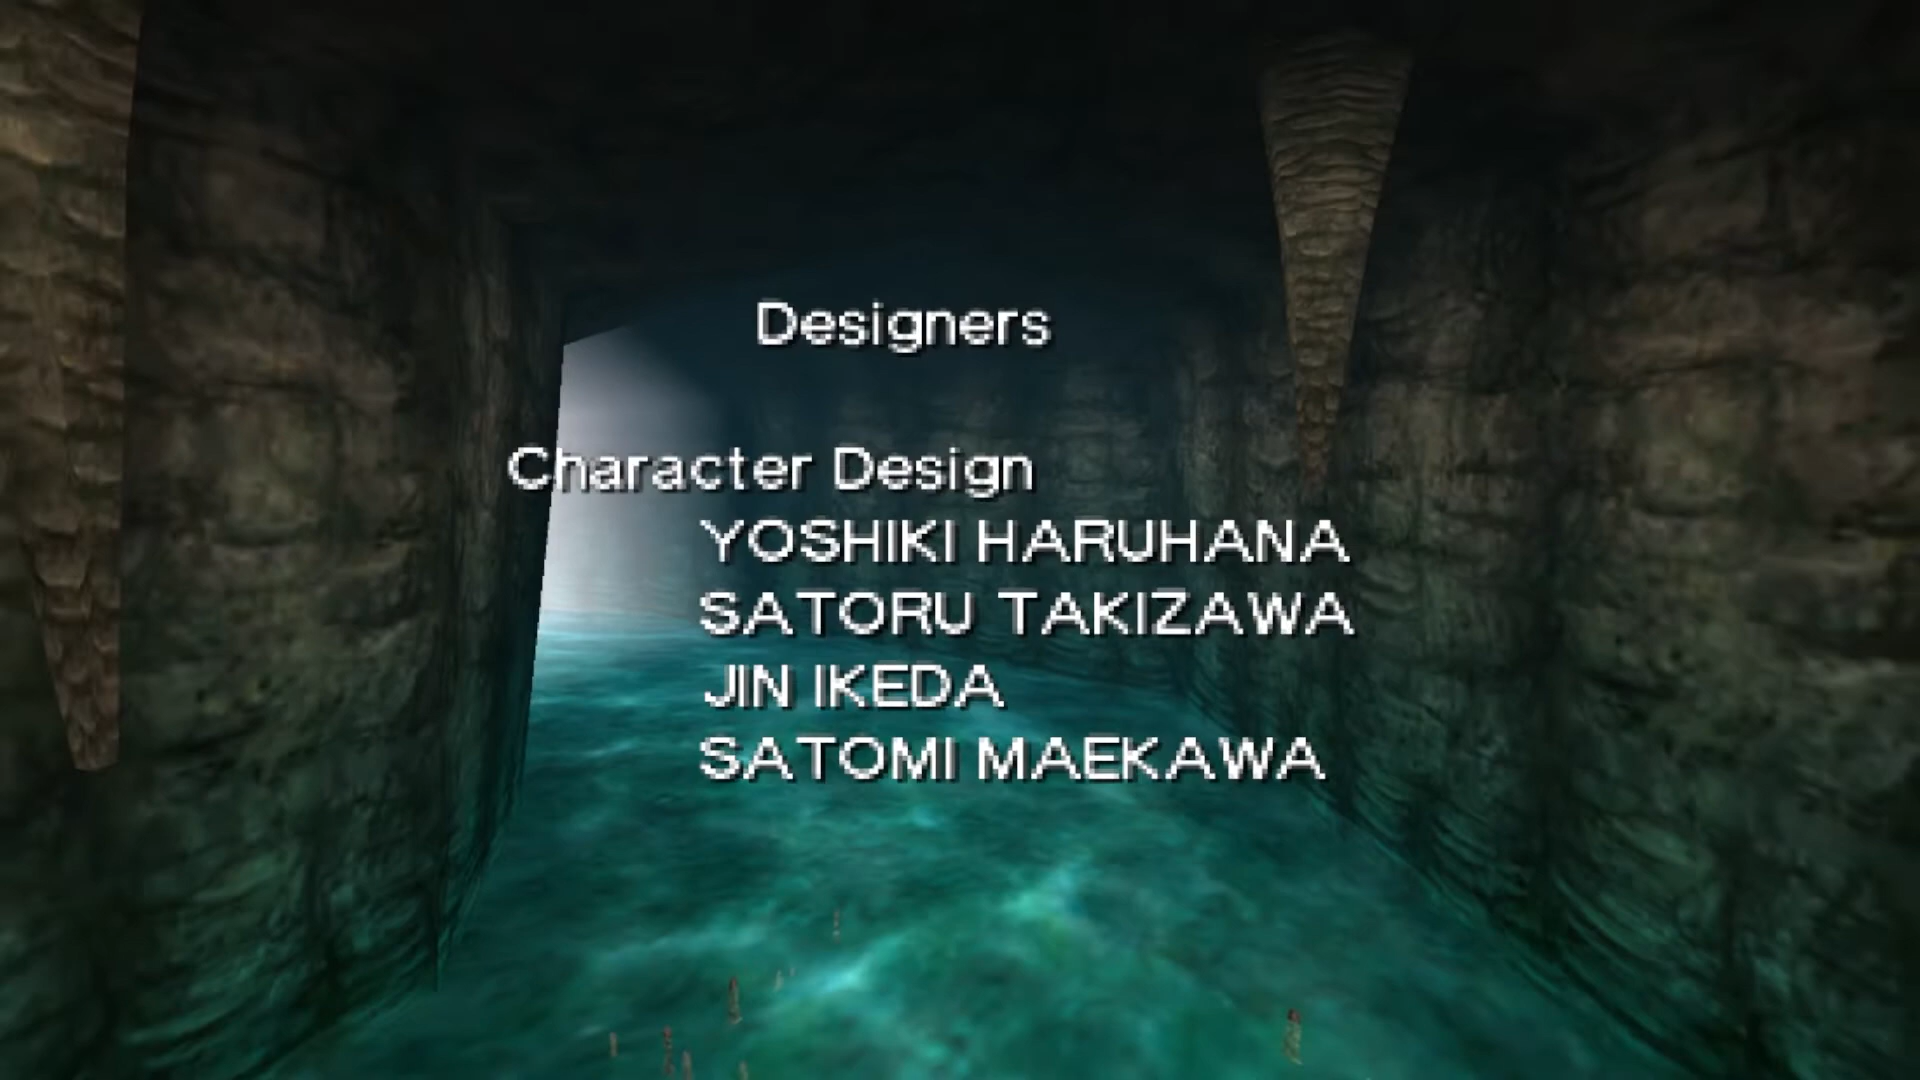 Designers
Character Design
YOSHIKI HARUHANA
SATORU TAKIZAWA
JIN IKEDA
SATOMI MAEKAWA